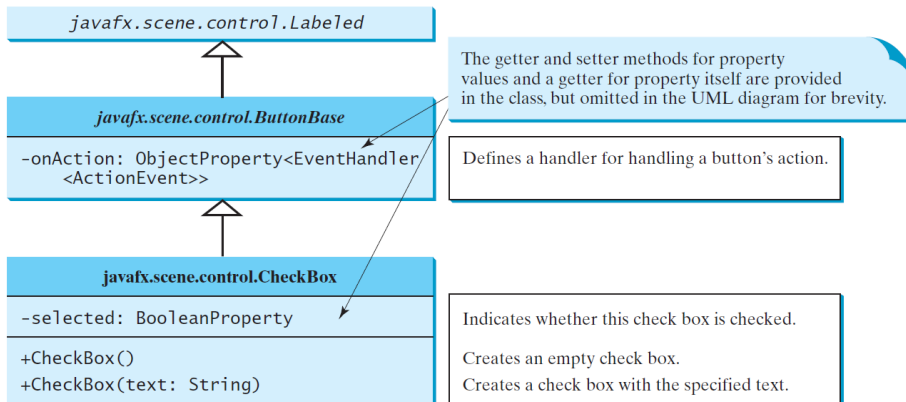 javafx.scene.control.Labeled
The getter and setter methods for property
values and a getter for property itself are provided
in the class, but omitted in the UML diagram for brevity.
javafx.scene.control.ButtonBase
-onAction: ObjectProperty<EventHandler
<ActionEvent>>
Defines a handler for handling a button's action.
javafx.scene.control.CheckBox
-selected: BooleanProperty
Indicates whether this check box is checked.
+CheckBox()
Creates an empty check box.
+CheckBox(text: String)
Creates a check box with the specified text.